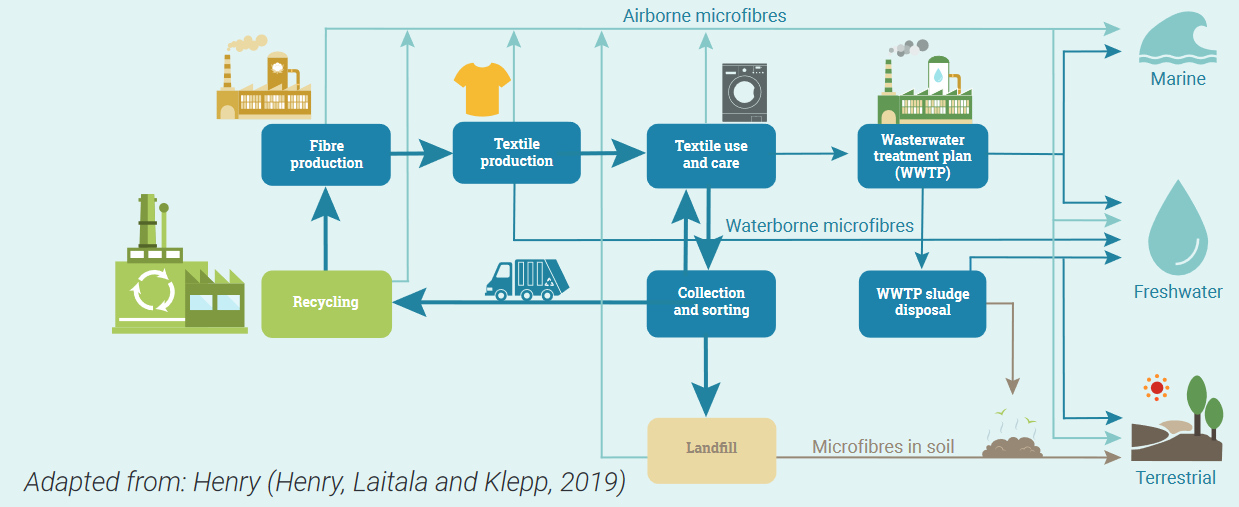 Airborne microfibres
Marine
Fibre
production
Textile
production
Textile use
and care
Wasterwater
treatment plan
(WWTP)
Waterborne microfibres
Freshwater
Recycling
Collection
and sorting
WWTP sludge
disposal
Landfill
Microfibres in soil
Terrestrial
Adapted from: Henry (Henry, Laitala and Klepp, 2019)